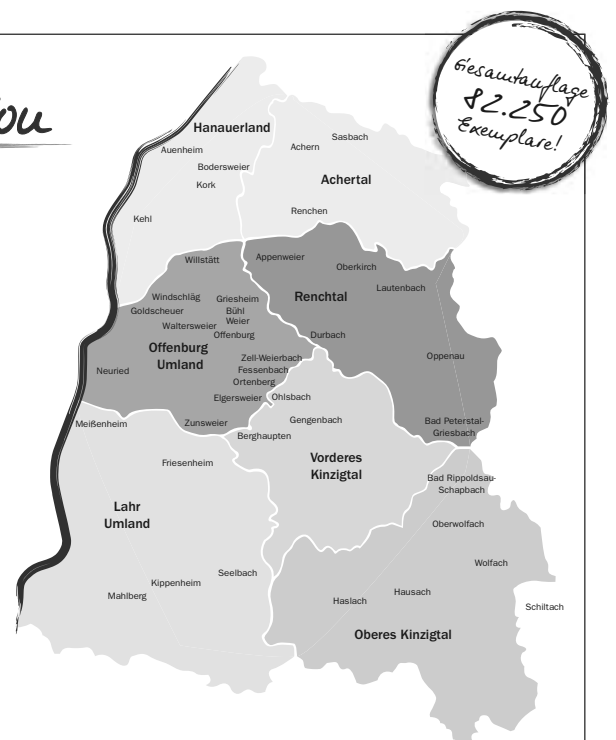 Gesamtauflage
82.250
Exemplare!
Hanauerland
Auenheim
Bodersweier
Kork
Kehl
Sasbach
Achern
Achertal
Renchen
Willstätt
Appenweier
Oberkirch
Lautenbach
Renchtal
Windschläg
Griesheim
Goldscheuer
Bühl
Weier
Waltersweier
Offenburg
Durbach
Offenburg
Umland
Zell-Weierbach
Fessenbach
Ortenberg
Oppenau
Neuried
Elgersweier
Ohlsbach
Zunsweier
Gengenbach
Bad Peterstal-
Griesbach
Meißenheim
Berghaupten
Friesenheim
Vorderes
Kinzigtal
Bad Rippoldsau-
Schapbach
Lahr
Umland
Oberwolfach
Wolfach
Seelbach
Kippenheim
Mahlberg
Hausach
Haslach
Schiltach
Oberes Kinzigtal